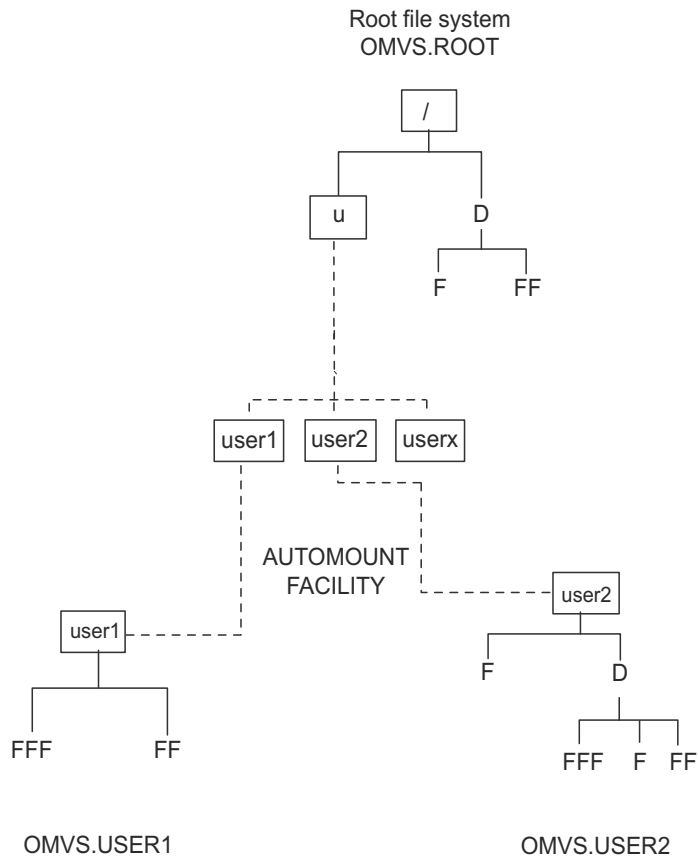 Root file system
OMVS.ROOT
/
u
D
F
FF
user1
user2
userx
AUTOMOUNT
FACILITY
user1
user2
F
D
FFF
FF
FFF
F
FF
OMVS.USER1
OMVS.USER2